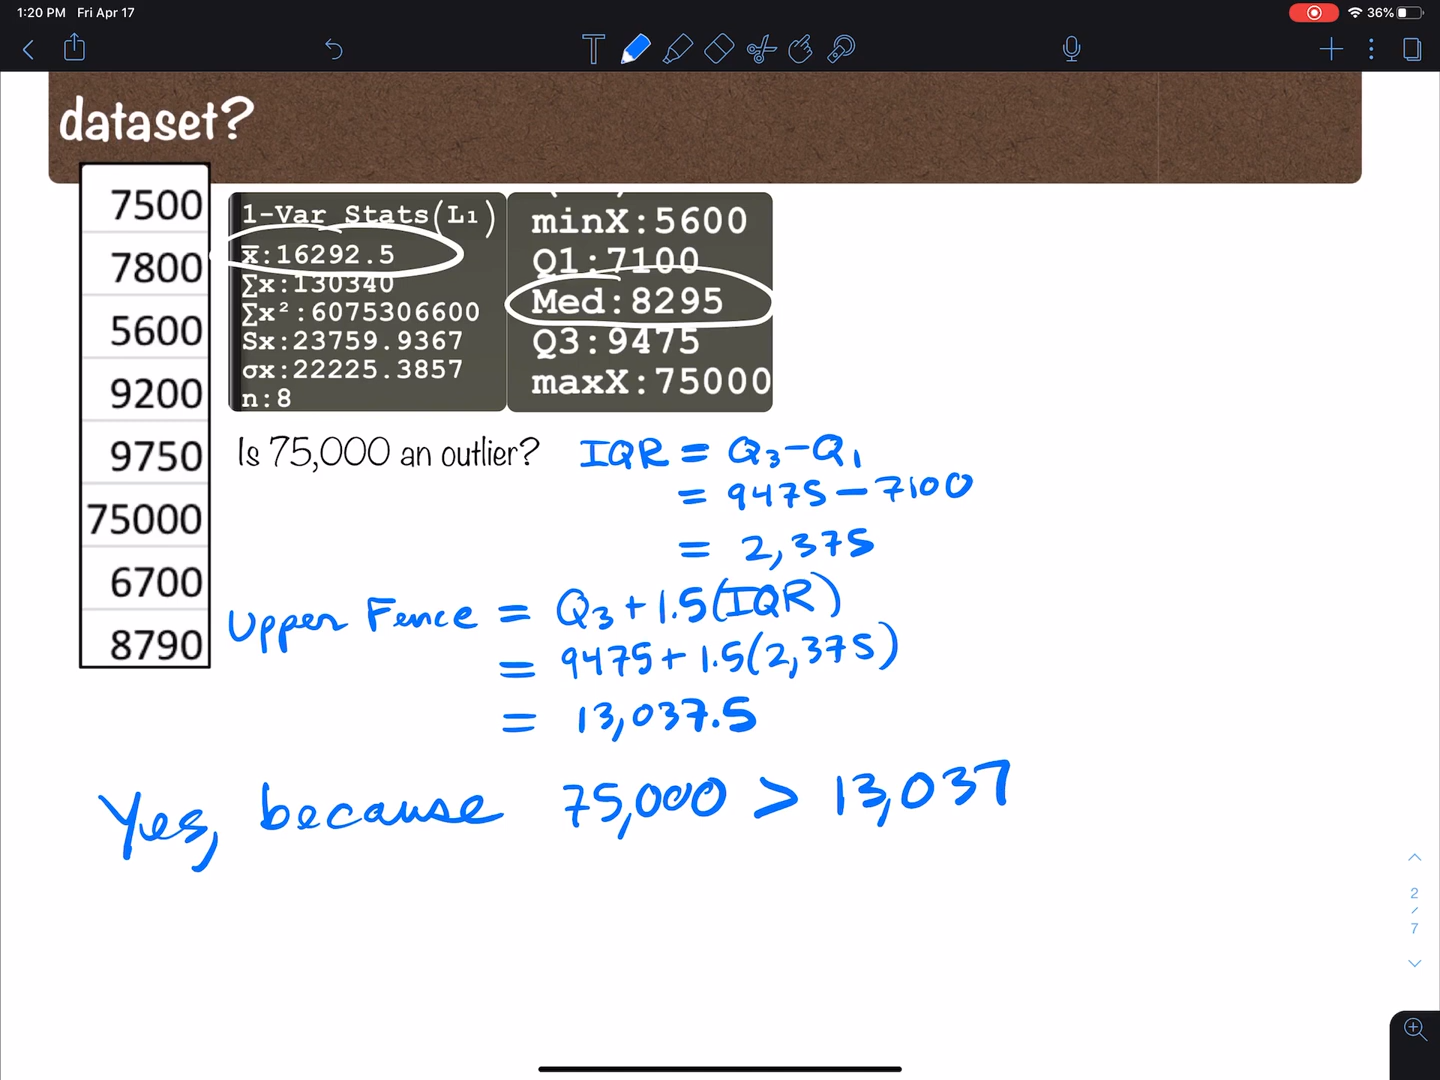 1:20 PM Fri Apr 17
36%
dataset?
7500
7800
5600
9200
9750
75000
6700
8790
1-Var Stats(L₁)
x̅:16292.5
∑x:130340
∑x²:6075306600
Sx:23759.9367
σx:22225.3857
n:8
minX:5600
Q1:7100
Med:8295
Q3:9475
maxX:75000
Is 75,000 an outlier?
IQR = Q₃-Q₁
= 9475 - 7100
= 2,375
Upper Fence = Q₃ + 1.5(IQR)
= 9475 + 1.5(2,375)
= 13,037.5
Yes, because 75,000 > 13,037
2
/
7